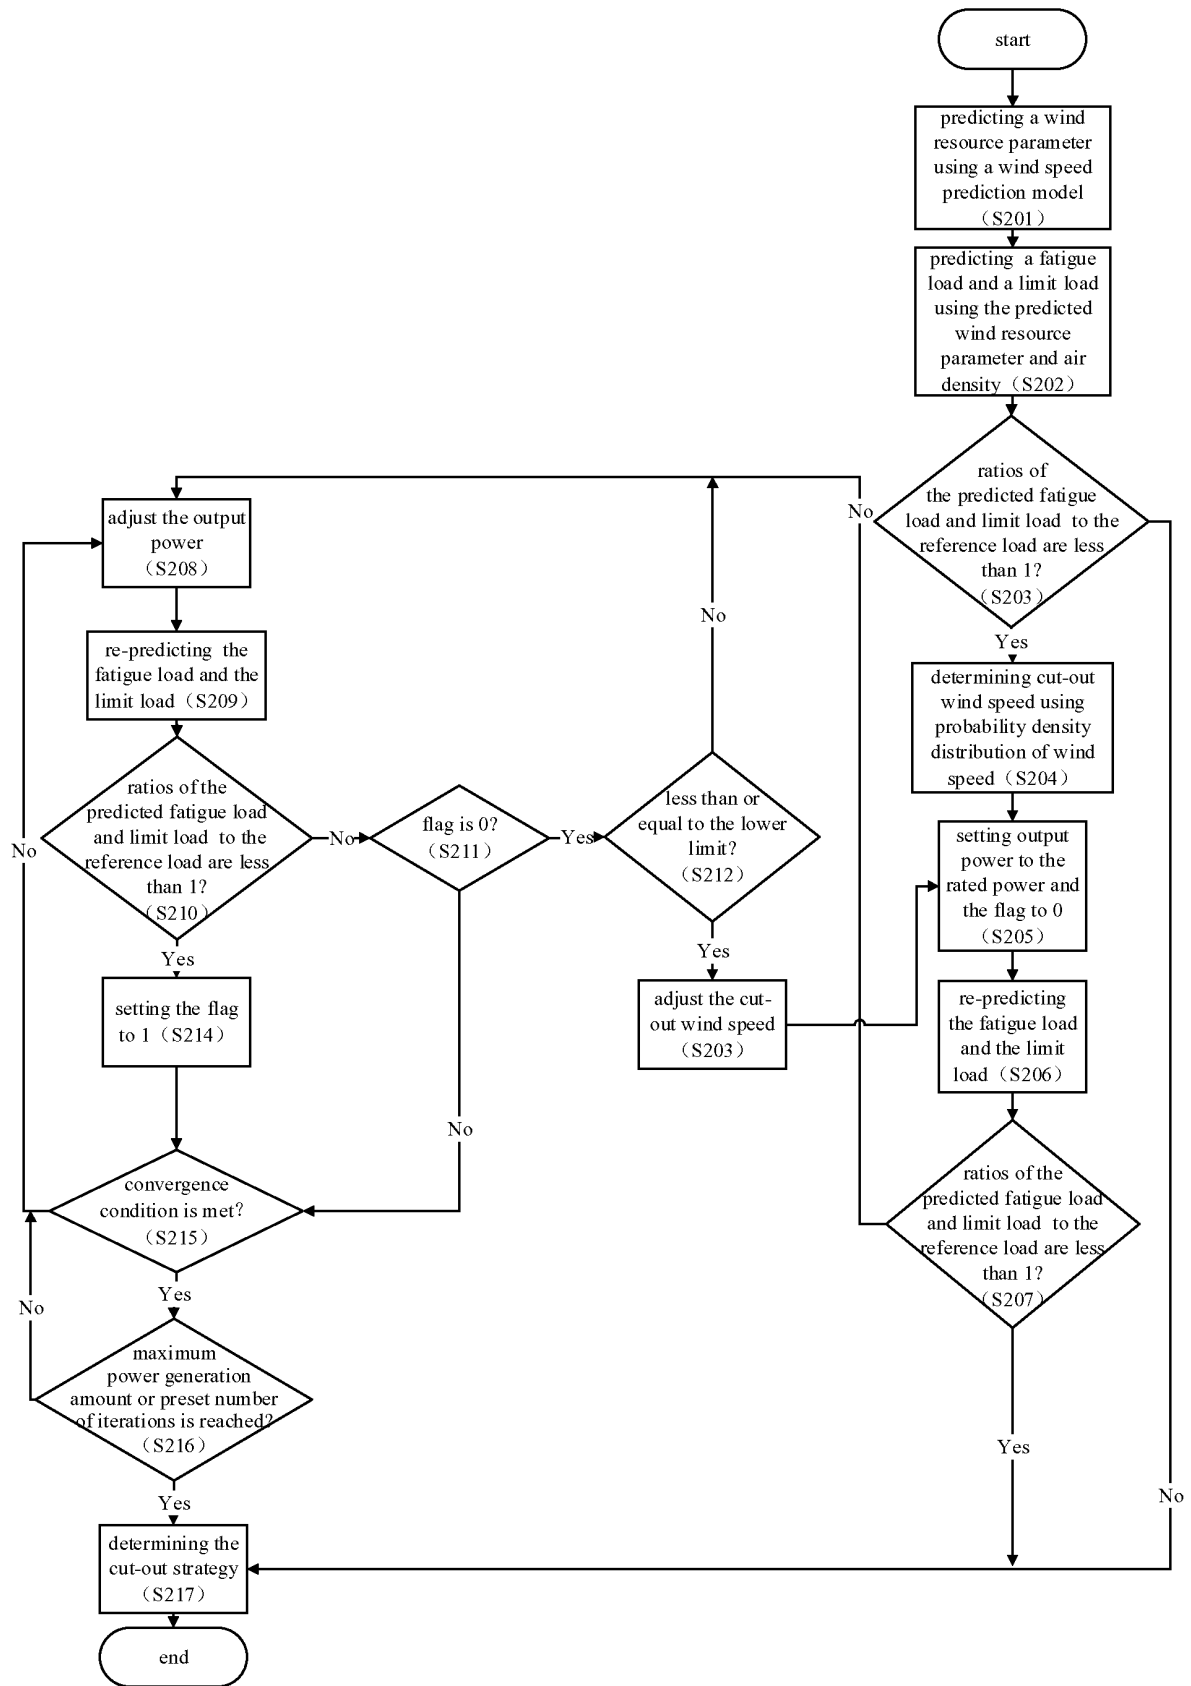 start
predicting a wind
resource parameter
using a wind speed
prediction model
（S201）
predicting a fatigue
load and a limit load
using the predicted
wind resource
parameter and air
density（S202）
ratios of
the predicted fatigue
load and limit load to the
reference load are less
than 1?
（S203）
No
Yes
determining cut-out
wind speed using
probability density
distribution of wind
speed（S204）
setting output
power to the
rated power and
the flag to 0
（S205）
re-predicting
the fatigue load
and the limit
load（S206）
ratios of the
predicted fatigue load
and limit load to the
reference load are less
than 1?
（S207）
No
Yes
adjust the output
power
（S208）
re-predicting the
fatigue load and the
limit load（S209）
ratios of the
predicted fatigue load
and limit load to the
reference load are less
than 1?
（S210）
No
flag is 0?
（S211）
Yes
less than or
equal to the lower
limit?
（S212）
No
Yes
adjust the cut-
out wind speed
（S203）
Yes
setting the flag
to 1（S214）
No
No
convergence
condition is met?
（S215）
Yes
No
maximum
power generation
amount or preset number
of iterations is reached?
（S216）
Yes
determining the
cut-out strategy
（S217）
end